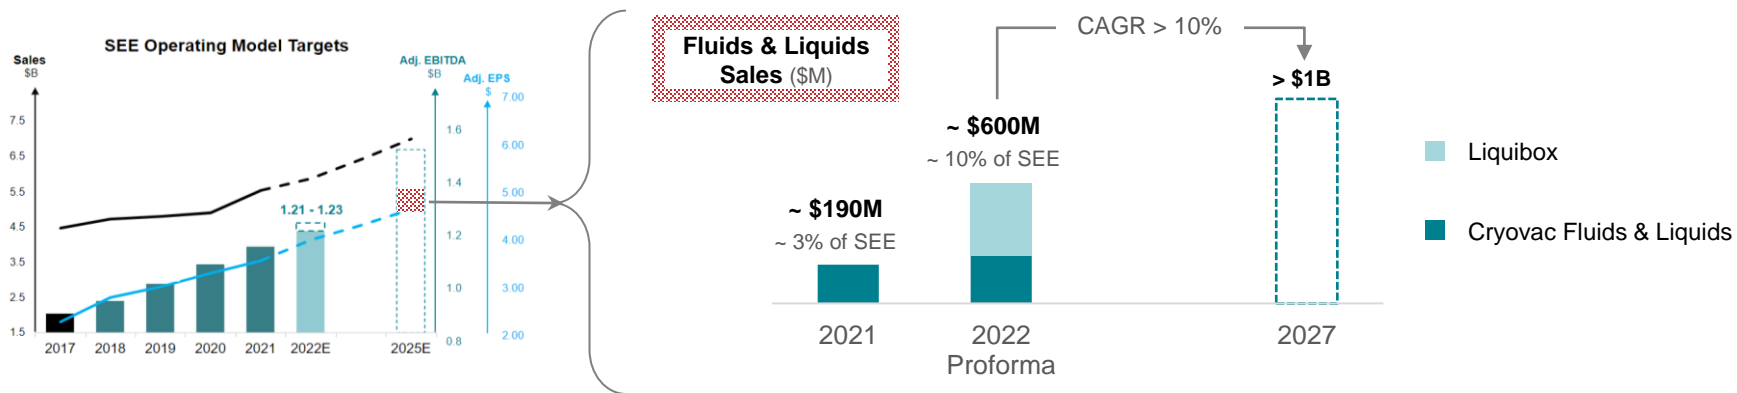 SEE Operating Model Targets
Sales
$B
Adj. EBITDA
$B
Adj. EPS
$
7.5
6.5
5.5
4.5
3.5
2.5
1.5
1.6
1.4
1.2
1.0
0.8
7.00
6.00
5.00
4.00
3.00
2.00
1.21 - 1.23
2017
2018
2019
2020
2021
2022E
2025E
Fluids & Liquids
Sales ($M)
CAGR > 10%
> $1B
~ $600M
~ 10% of SEE
~ $190M
~ 3% of SEE
2021
2022
Proforma
2027
Liquibox
Cryovac Fluids & Liquids